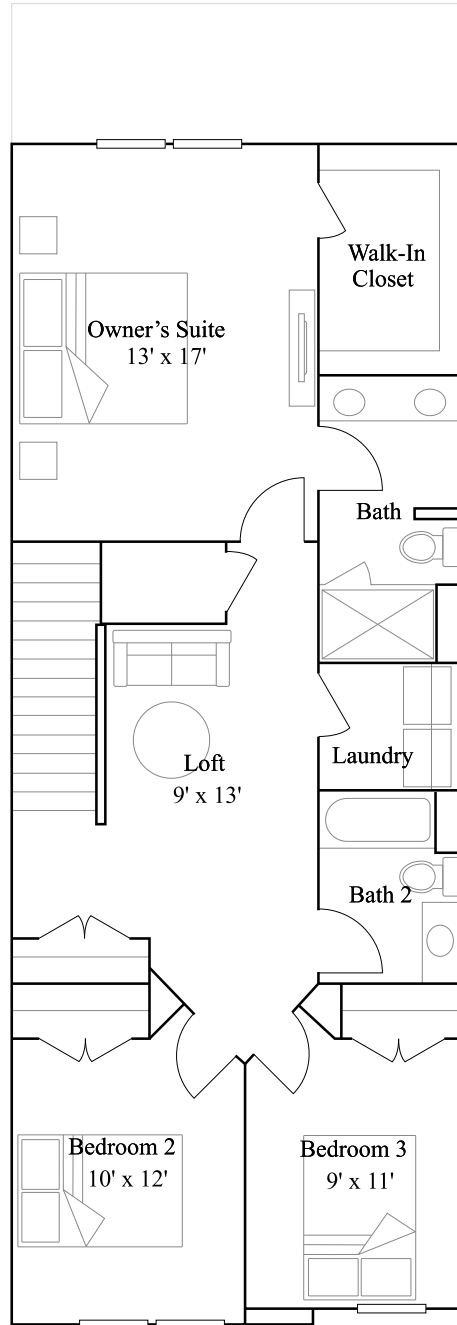 Walk-In
Closet
Owner’s Suite
13' x 17'
Bath
Loft
9' x 13'
Laundry
Bath 2
Bedroom 2
10' x 12'
Bedroom 3
9' x 11'